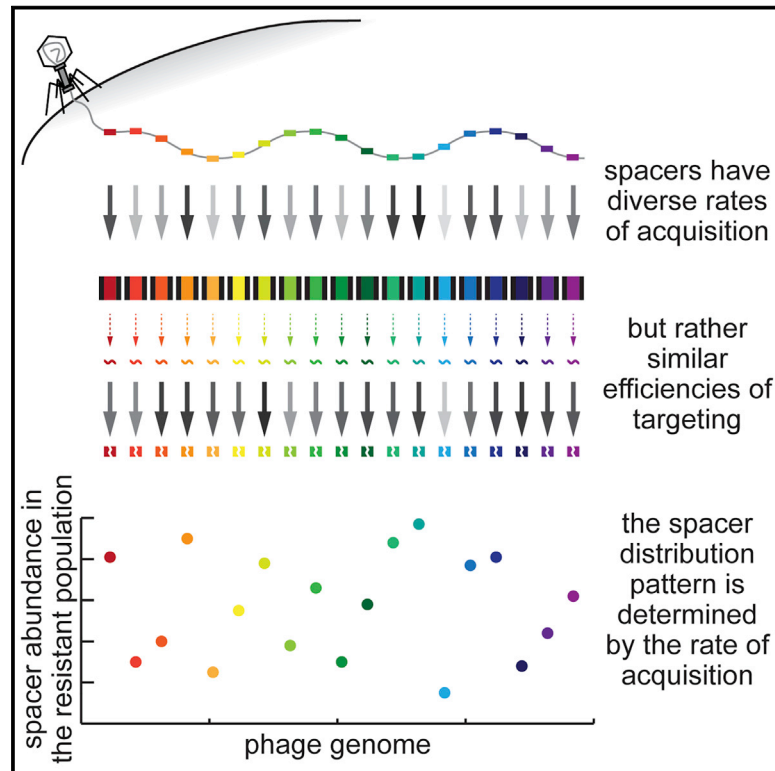 spacers have
diverse rates
of acquisition
but rather
similar
efficiencies of
targeting
spacer abundance in
the resistant population
the spacer
distribution
pattern is
determined
by the rate of
acquisition
phage genome